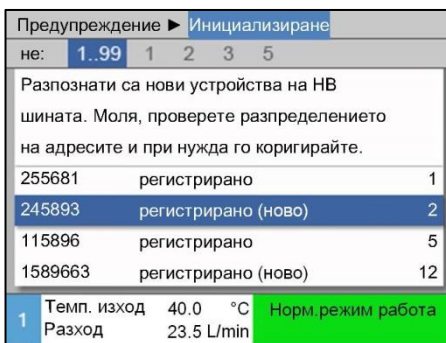 Предупреждение ► Инициализиране
не: 1..99 1 2 3 5
Разпознати са нови устройства на HB
шината. Моля, проверете разпределението
на адресите и при нужда го коригирайте.
255681 регистрирано 1
245893 регистрирано (ново) 2
115896 регистрирано 5
1589663 регистрирано (ново) 12
1 Темп. изход 40.0 °C Норм.режим работа
Разход 23.5 L/min